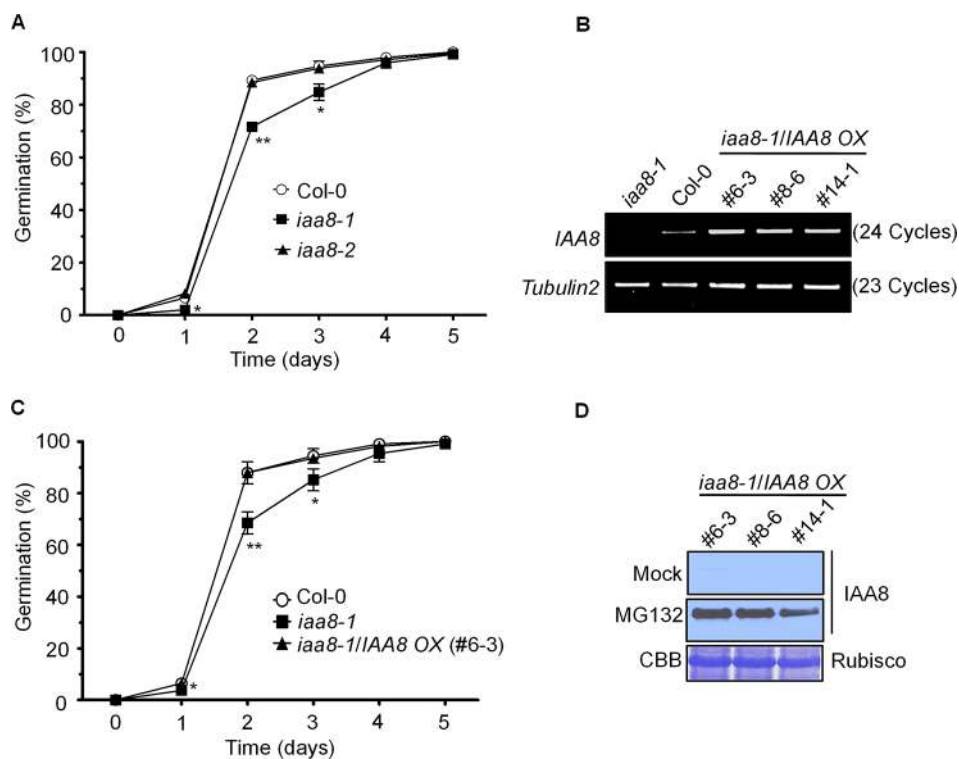 A
Germination (%)
100
80
60
40
20
0
0 1 2 3 4 5
Time (days)
Col-0
iaa8-1
iaa8-2
*
**
*
B
iaa8-1/IAA8 OX
iaa8-1 Col-0 #6-3 #8-6 #14-1
IAA8 (24 Cycles)
Tubulin2 (23 Cycles)
C
Germination (%)
100
80
60
40
20
0
0 1 2 3 4 5
Time (days)
Col-0
iaa8-1
iaa8-1/IAA8 OX (#6-3)
*
**
*
D
iaa8-1/IAA8 OX
#6-3 #8-6 #14-1
Mock
MG132
IAA8
CBB Rubisco